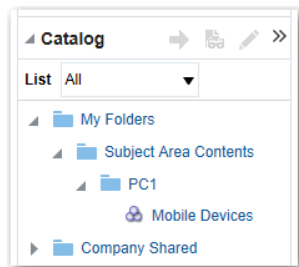 Catalog
List All
My Folders
Subject Area Contents
PC1
Mobile Devices
Company Shared